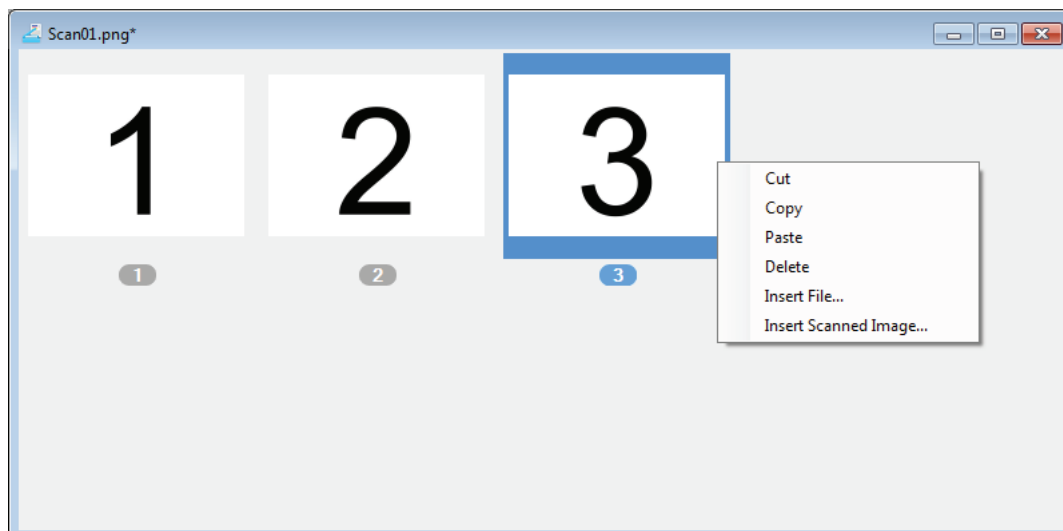 Scan01.png*
1
2
3
1
2
3
Cut
Copy
Paste
Delete
Insert File...
Insert Scanned Image...